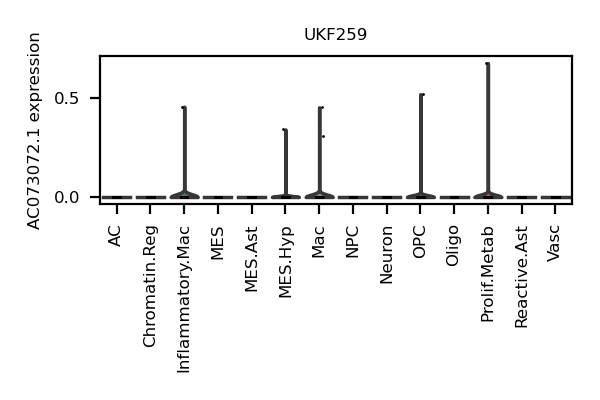 UKF259
AC073072.1 expression
0.5
0.0
AC
Chromatin.Reg
Inflammatory.Mac
MES
MES.Ast
MES.Hyp
Mac
NPC
Neuron
OPC
Oligo
Prolif.Metab
Reactive.Ast
Vasc